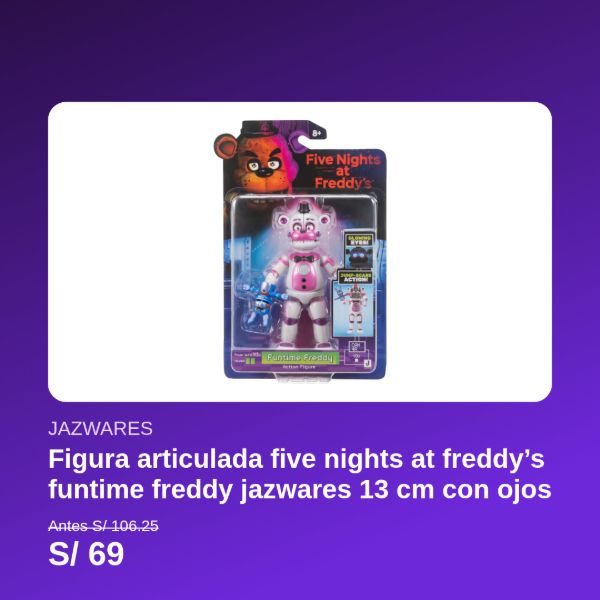 8+
Five Nights
at
Freddy's
GLOWING
EYES!
JUMP-SCARE
ACTION!
Funtime Freddy
Action Figure
JAZWARES
Figura articulada five nights at freddy’s
funtime freddy jazwares 13 cm con ojos
Antes S/ 106.25
S/ 69